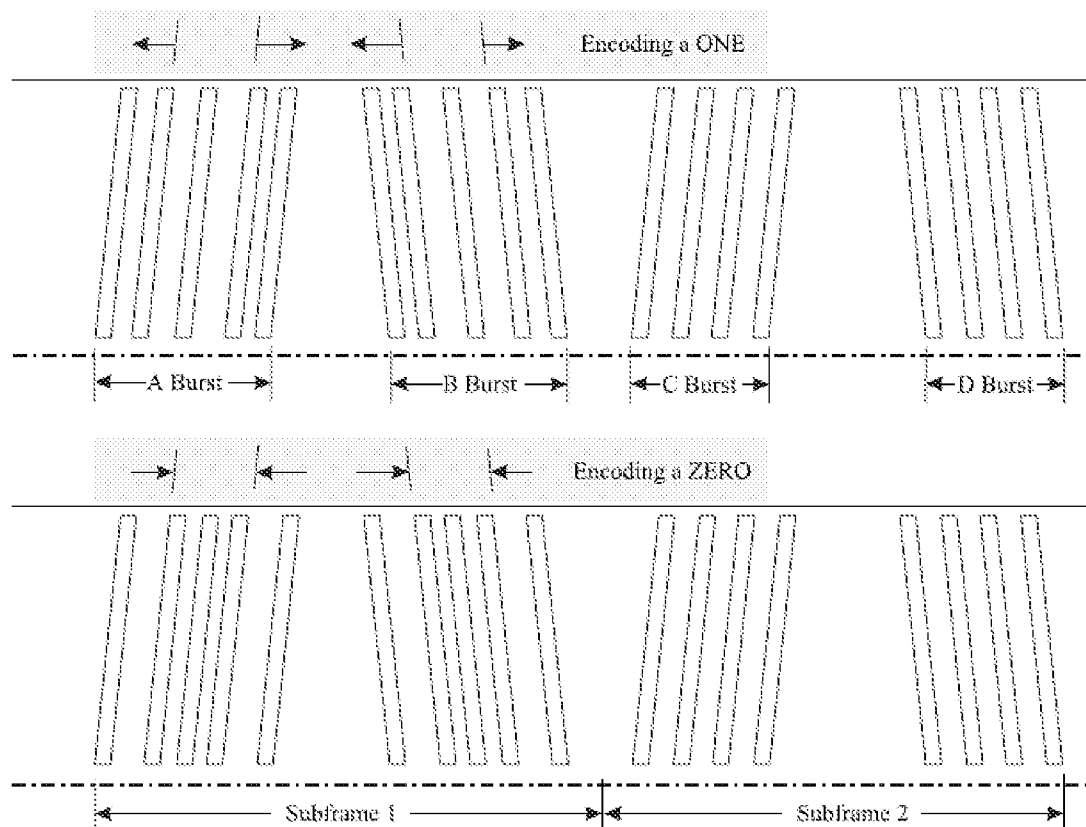 Encoding a ONE
A Burst
B Burst
C Burst
D Burst
Encoding a ZERO
Subframe 1
Subframe 2